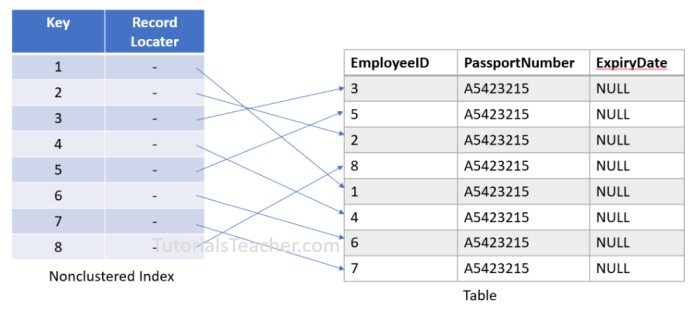 Key Record Locater
1 -
2 -
3 -
4 -
5 -
6 -
7 -
8 -
Nonclustered Index
EmployeeID PassportNumber ExpiryDate
3 A5423215 NULL
5 A5423215 NULL
2 A5423215 NULL
8 A5423215 NULL
1 A5423215 NULL
4 A5423215 NULL
6 A5423215 NULL
7 A5423215 NULL
Table
TutorialsTeacher.com